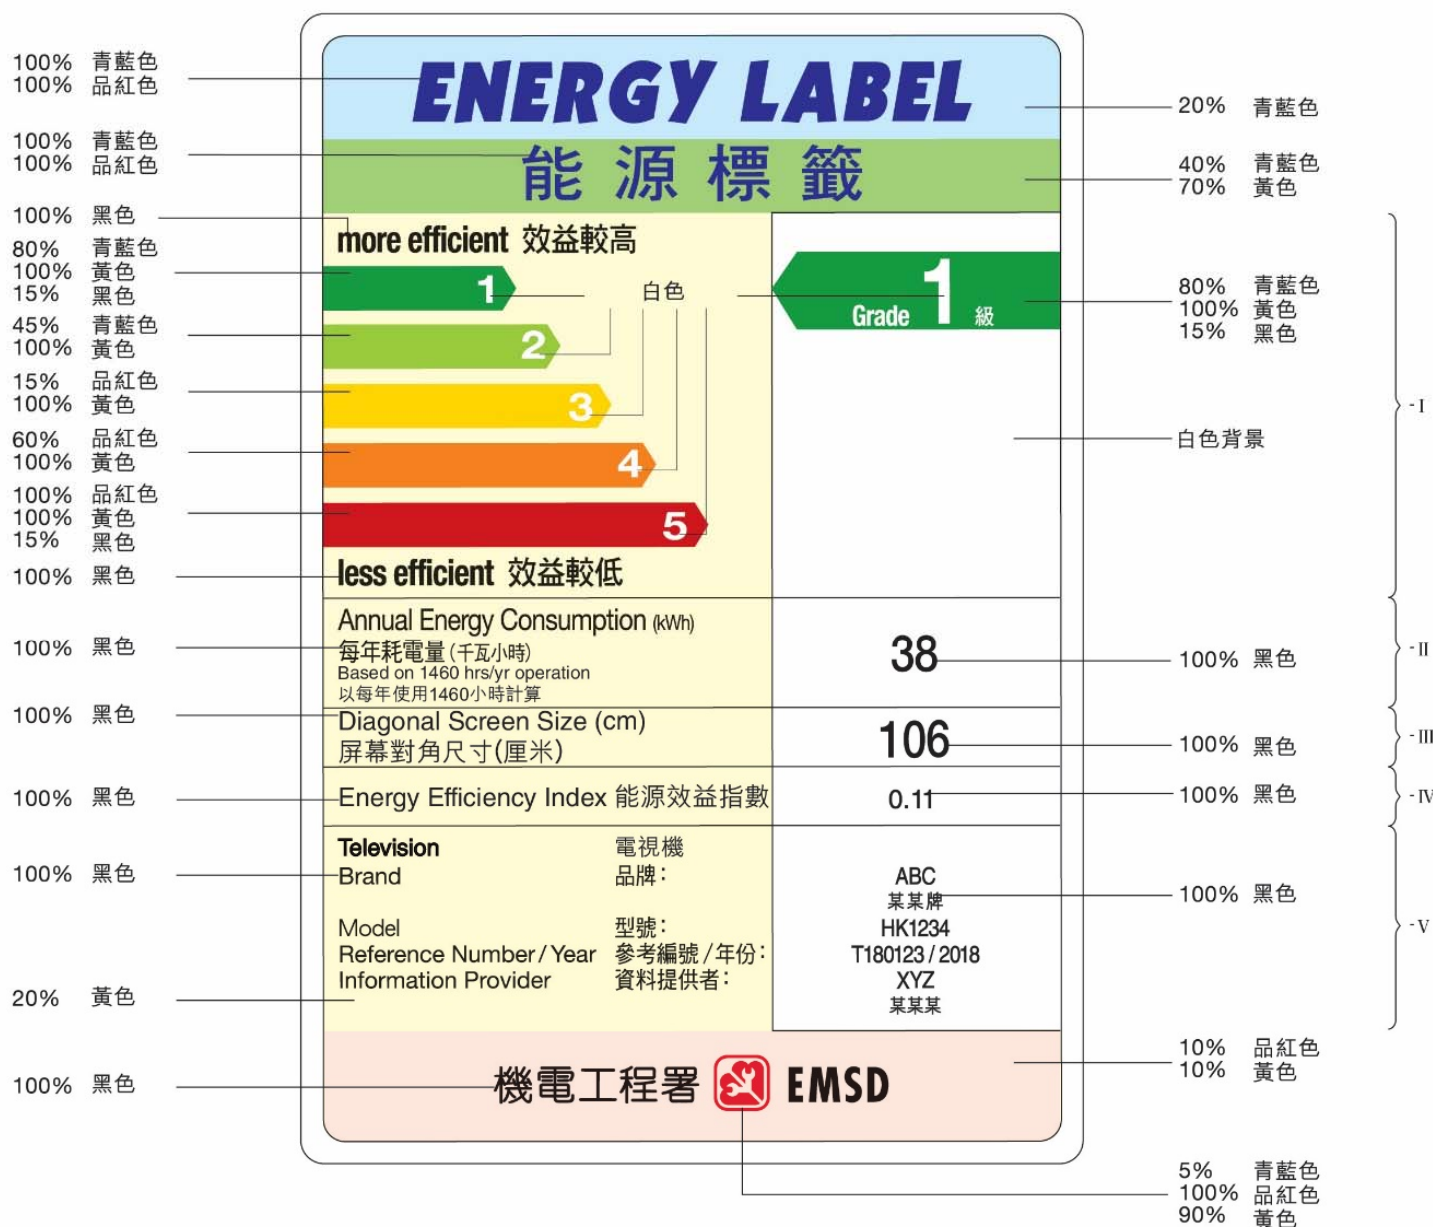 100% 青藍色
100% 品紅色
ENERGY LABEL
20% 青藍色
100% 青藍色
100% 品紅色
能源標籤
40% 青藍色
70% 黃色
100% 黑色
more efficient 效益較高
80% 青藍色
100% 黃色
15% 黑色
1
白色
1
Grade 級
80% 青藍色
100% 黃色
15% 黑色
45% 青藍色
100% 黃色
2
15% 品紅色
100% 黃色
3
-I
60% 品紅色
100% 黃色
4
白色背景
100% 品紅色
100% 黃色
15% 黑色
5
100% 黑色
less efficient 效益較低
Annual Energy Consumption (kWh)
100% 黑色
每年耗電量(千瓦小時)
38
100% 黑色
-II
Based on 1460 hrs/yr operation
以每年使用1460小時計算
100% 黑色
Diagonal Screen Size (cm)
屏幕對角尺寸(厘米)
106
100% 黑色
-III
100% 黑色
Energy Efficiency Index 能源效益指數
0.11
100% 黑色
-IV
Television 電視機
100% 黑色
Brand 品牌：
ABC
某某牌
100% 黑色
-V
Model 型號：
HK1234
Reference Number / Year 參考編號 / 年份：
T180123 / 2018
Information Provider 資料提供者：
XYZ
某某某
20% 黃色
10% 品紅色
10% 黃色
100% 黑色
機電工程署 EMSD
5% 青藍色
100% 品紅色
90% 黃色